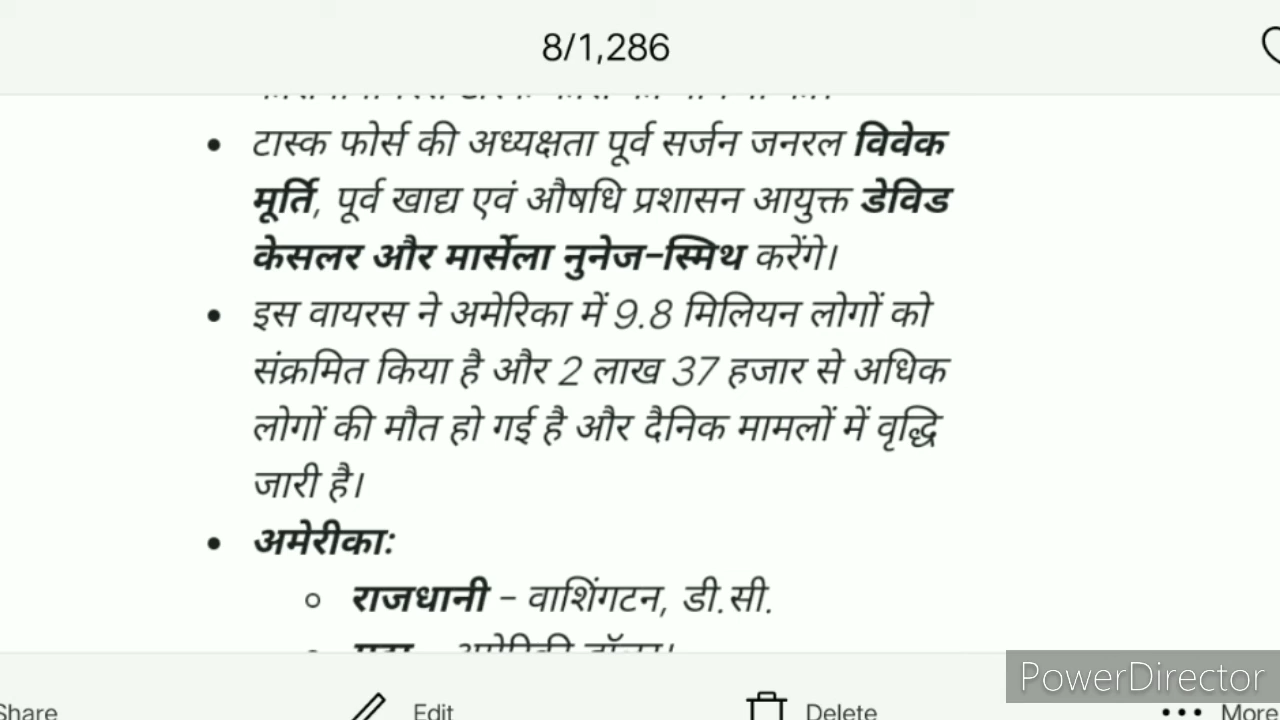 8/1,286
टास्क फोर्स की अध्यक्षता पूर्व सर्जन जनरल विवेक
मूर्ति, पूर्व खाद्य एवं औषधि प्रशासन आयुक्त डेविड
केसलर और मार्सेला नुनेज-स्मिथ करेंगे।
इस वायरस ने अमेरिका में 9.8 मिलियन लोगों को
संक्रमित किया है और 2 लाख 37 हजार से अधिक
लोगों की मौत हो गई है और दैनिक मामलों में वृद्धि
जारी है।
अमेरीका:
राजधानी - वाशिंगटन, डी.सी.
PowerDirector
Share Edit Delete More